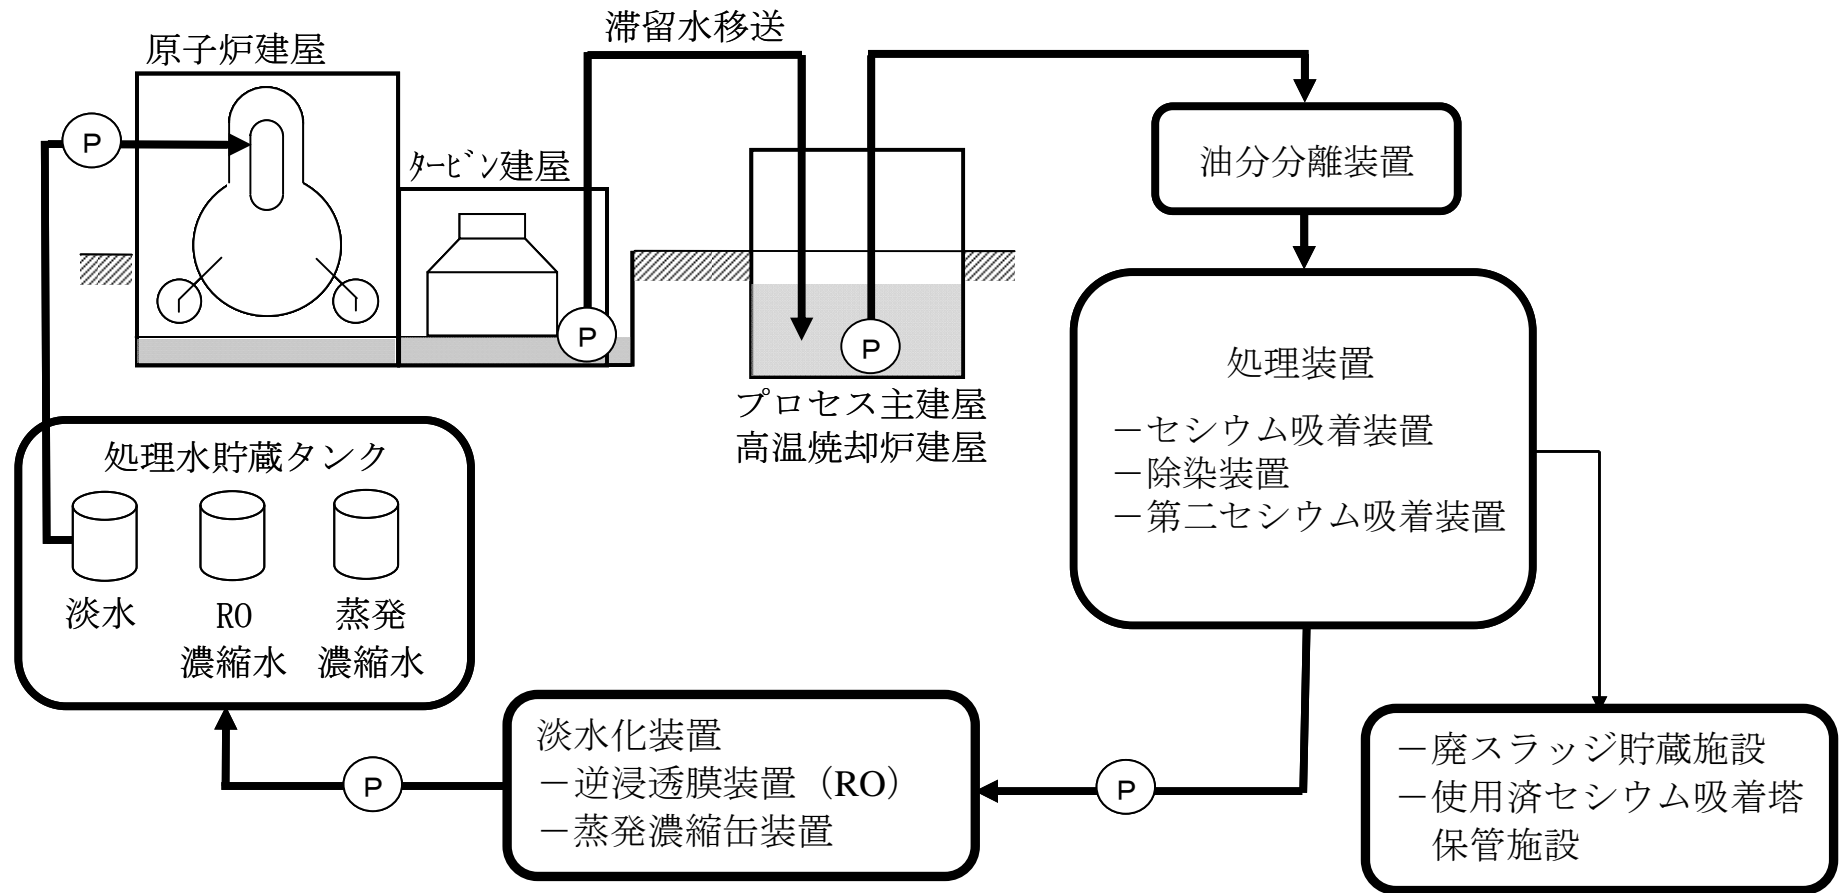 滞留水移送
原子炉建屋
P
ﾀｰﾋﾞﾝ建屋
油分分離装置
P
P
プロセス主建屋
高温焼却炉建屋
処理装置
－セシウム吸着装置
－除染装置
－第二セシウム吸着装置
処理水貯蔵タンク
淡水
RO
濃縮水
蒸発
濃縮水
淡水化装置
－逆浸透膜装置（RO）
－蒸発濃縮缶装置
P
P
－廃スラッジ貯蔵施設
－使用済セシウム吸着塔
保管施設